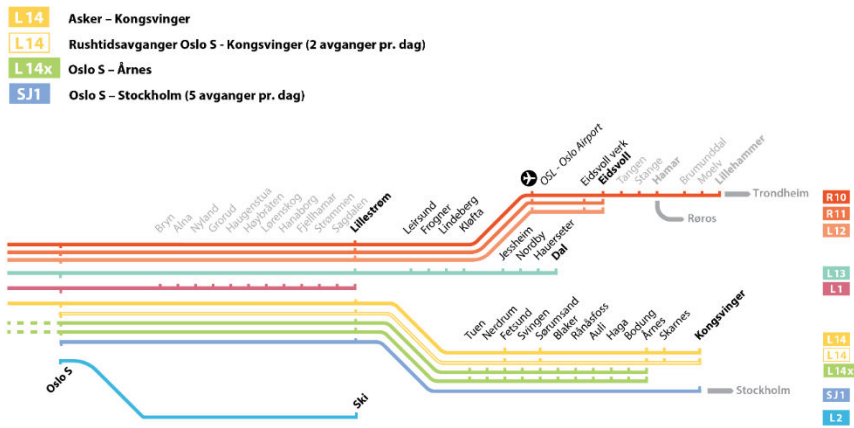 L14 Asker – Kongsvinger
L14 Rushtidsavganger Oslo S - Kongsvinger (2 avganger pr. dag)
L14x Oslo S – Årnes
SJ1 Oslo S – Stockholm (5 avganger pr. dag)
Bryn
Alna
Nyland
Grorud
Haugenstua
Høybråten
Lørenskog
Hanaborg
Fjellhamar
Strømmen
Sagdalen
Lillestrøm
Leirsund
Frogner
Lindeberg
Kløfta
OSL - Oslo Airport
Eidsvoll verk
Eidsvoll
Tangen
Stange
Hamar
Brumunddal
Moelv
Lillehammer
Trondheim
Røros
Jessheim
Nordby
Hauerseter
Dal
R10
R11
L12
L13
L1
Tuen
Nerdrum
Fetsund
Svingen
Sørumsand
Blaker
Rånåsfoss
Auli
Haga
Bodung
Årnes
Skarnes
Kongsvinger
L14
L14
L14x
Stockholm
SJ1
Oslo S
Ski
L2